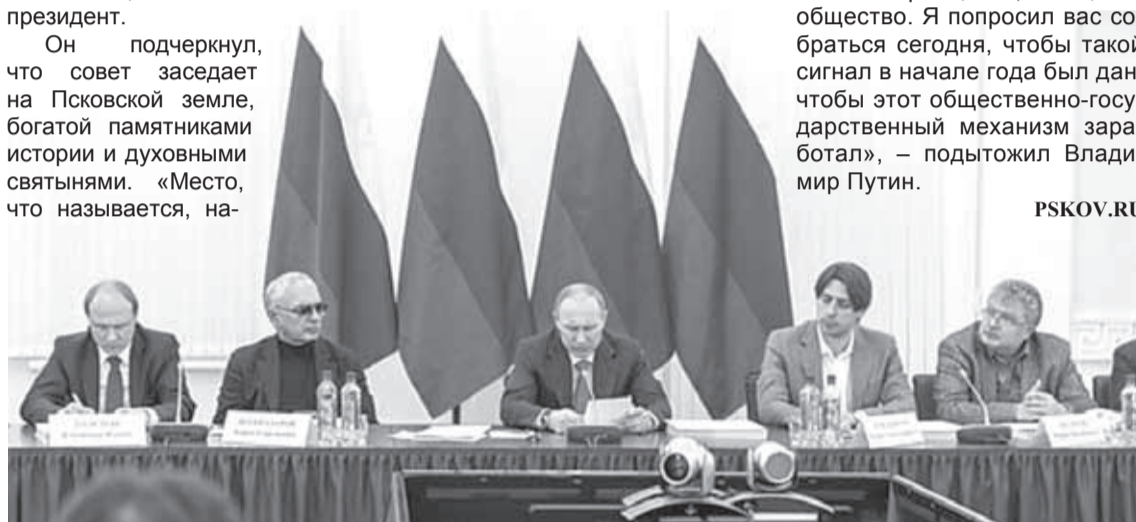 президент.
Он подчеркнул,
что совет заседает
на Псковской земле,
богатой памятниками
истории и духовными
святынями. «Место,
что называется, на-
общество. Я попросил вас со
браться сегодня, чтобы такой
сигнал в начале года был дан
чтобы этот общественно-госу
дарственный механизм зара
ботал», – подытожил Влади
мир Путин.
PSKOV.RU